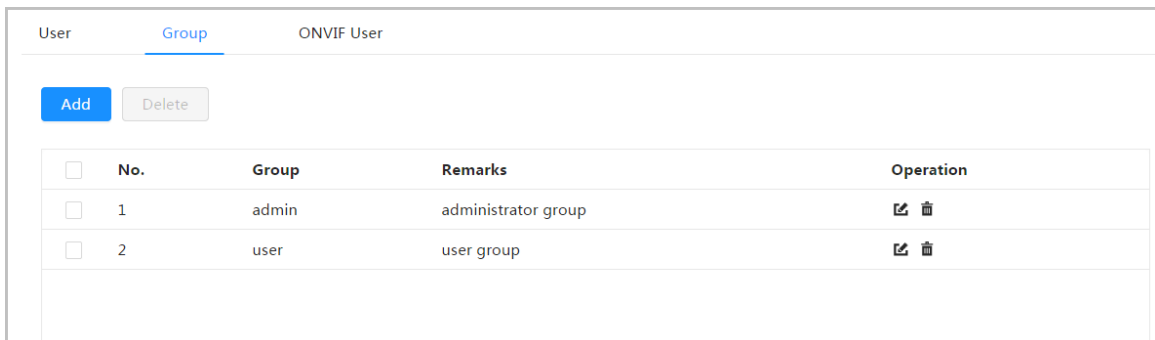 User Group ONVIF User
Add Delete
No. Group Remarks Operation
1 admin administrator group
2 user user group